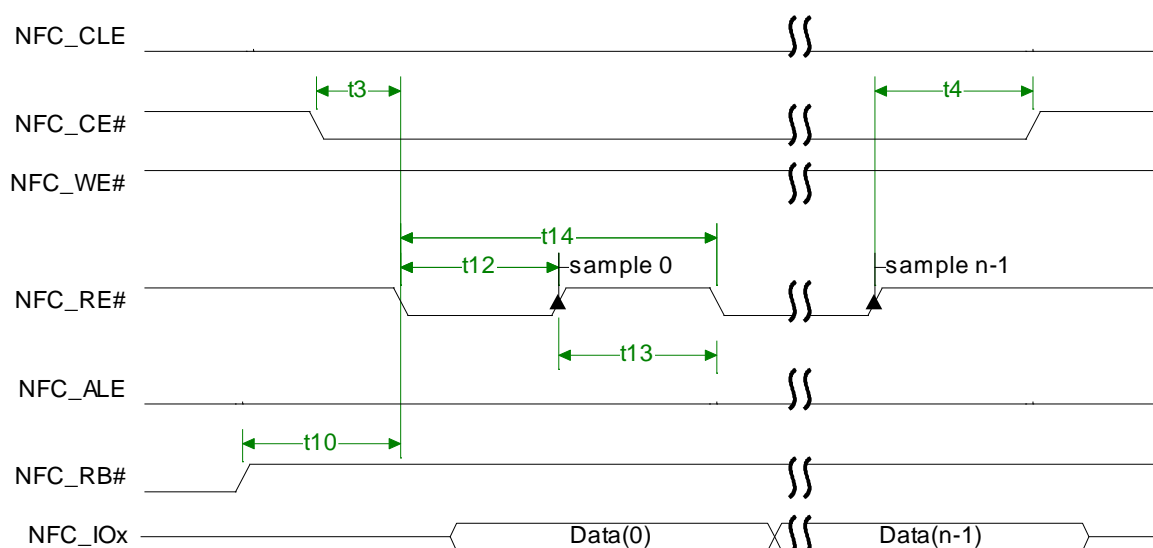 NFC_CLE
t3
t4
NFC_CE#
NFC_WE#
t14
t12
sample 0
sample n-1
NFC_RE#
t13
NFC_ALE
t10
NFC_RB#
NFC_IOx
Data(0)
Data(n-1)